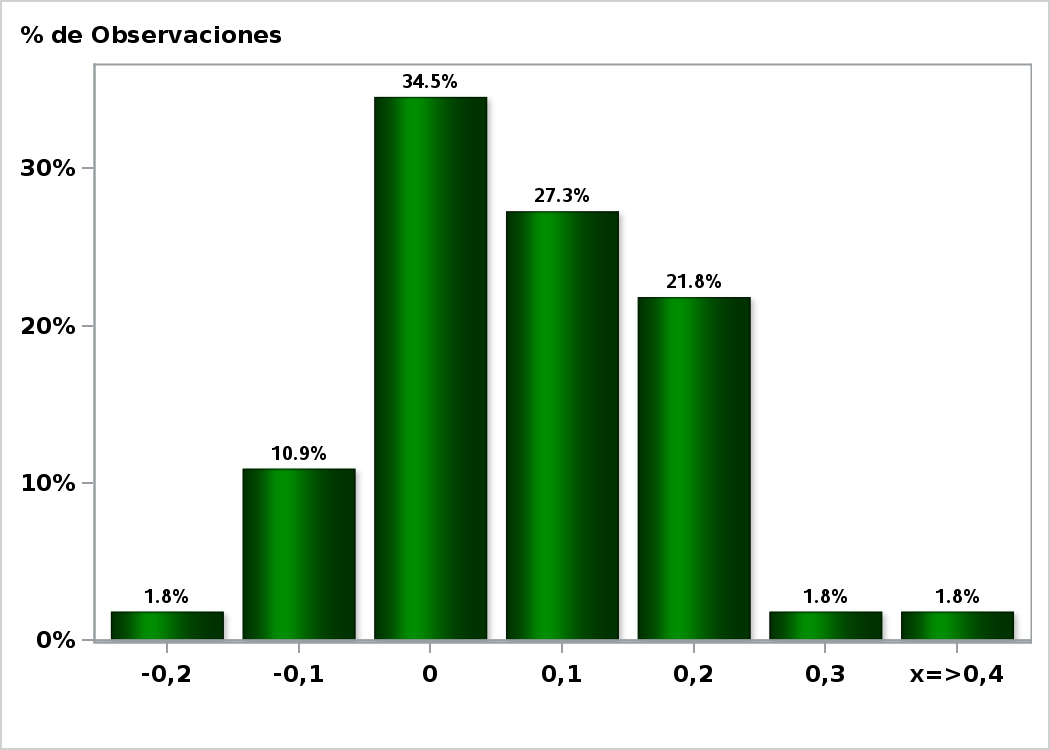 % de Observaciones
34.5%
30%
27.3%
21.8%
20%
10.9%
10%
1.8% 1.8% 1.8%
0%
-0,2 -0,1 0 0,1 0,2 0,3 x=>0,4